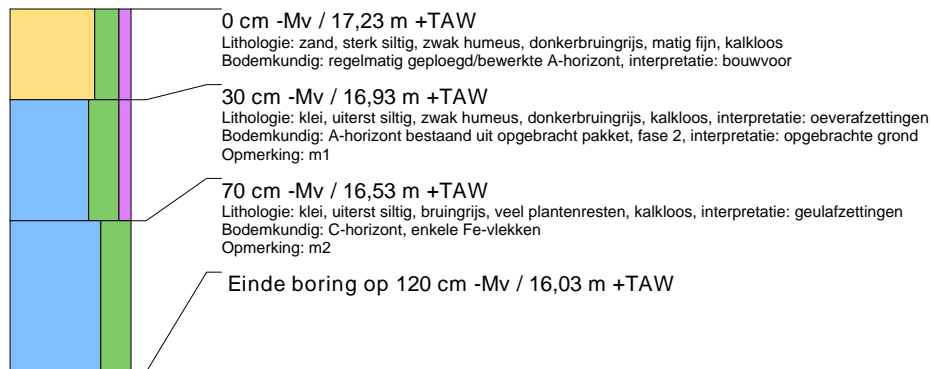 0 cm -Mv / 17,23 m +TAW
Lithologie: zand, sterk siltig, zwak humeus, donkerbruingrijs, matig fijn, kalkloos
Bodemkundig: regelmatig geploegd/bewerkte A-horizont, interpretatie: bouwvoor
30 cm -Mv / 16,93 m +TAW
Lithologie: klei, uiterst siltig, zwak humeus, donkerbruingrijs, kalkloos, interpretatie: oeverafzettingen
Bodemkundig: A-horizont bestaand uit opgebracht pakket, fase 2, interpretatie: opgebrachte grond
Opmerking: m1
70 cm -Mv / 16,53 m +TAW
Lithologie: klei, uiterst siltig, bruingrijs, veel plantenresten, kalkloos, interpretatie: geulafzettingen
Bodemkundig: C-horizont, enkele Fe-vlekken
Opmerking: m2
Einde boring op 120 cm -Mv / 16,03 m +TAW